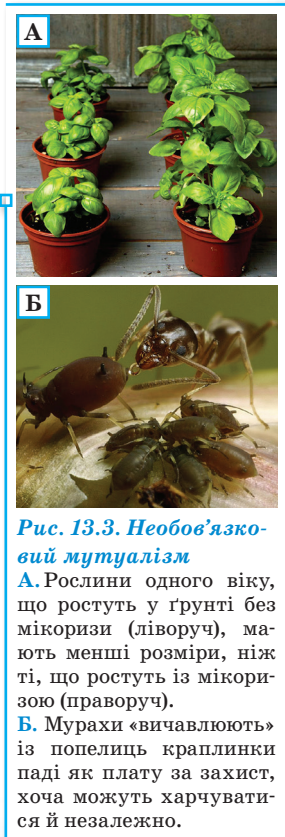 А
Б
Рис. 13.3. Необов’язко-
вий мутуалізм
А. Рослини одного віку,
що ростуть у ґрунті без
мікоризи (ліворуч), ма-
ють менші розміри, ніж
ті, що ростуть із мікори-
зою (праворуч).
Б. Мурахи «вичавлюють»
із попелиць краплинки
паді як плату за захист,
хоча можуть харчувати-
ся й незалежно.